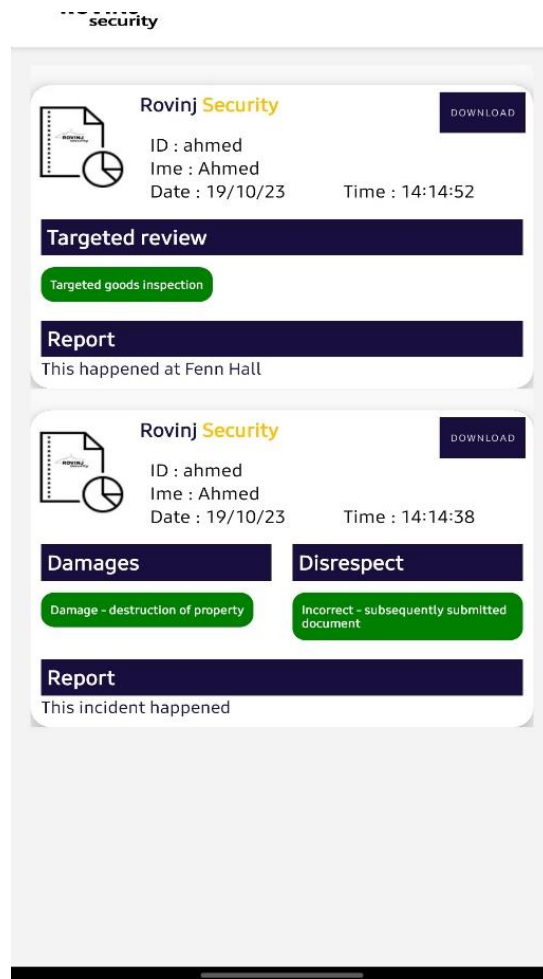 security
Rovinj Security
DOWNLOAD
ROVINJ
ID : ahmed
Ime : Ahmed
Date : 19/10/23 Time : 14:14:52
Targeted review
Targeted goods inspection
Report
This happened at Fenn Hall
Rovinj Security
DOWNLOAD
ROVINJ
ID : ahmed
Ime : Ahmed
Date : 19/10/23 Time : 14:14:38
Damages Disrespect
Damage - destruction of property
Incorrect - subsequently submitted
document
Report
This incident happened